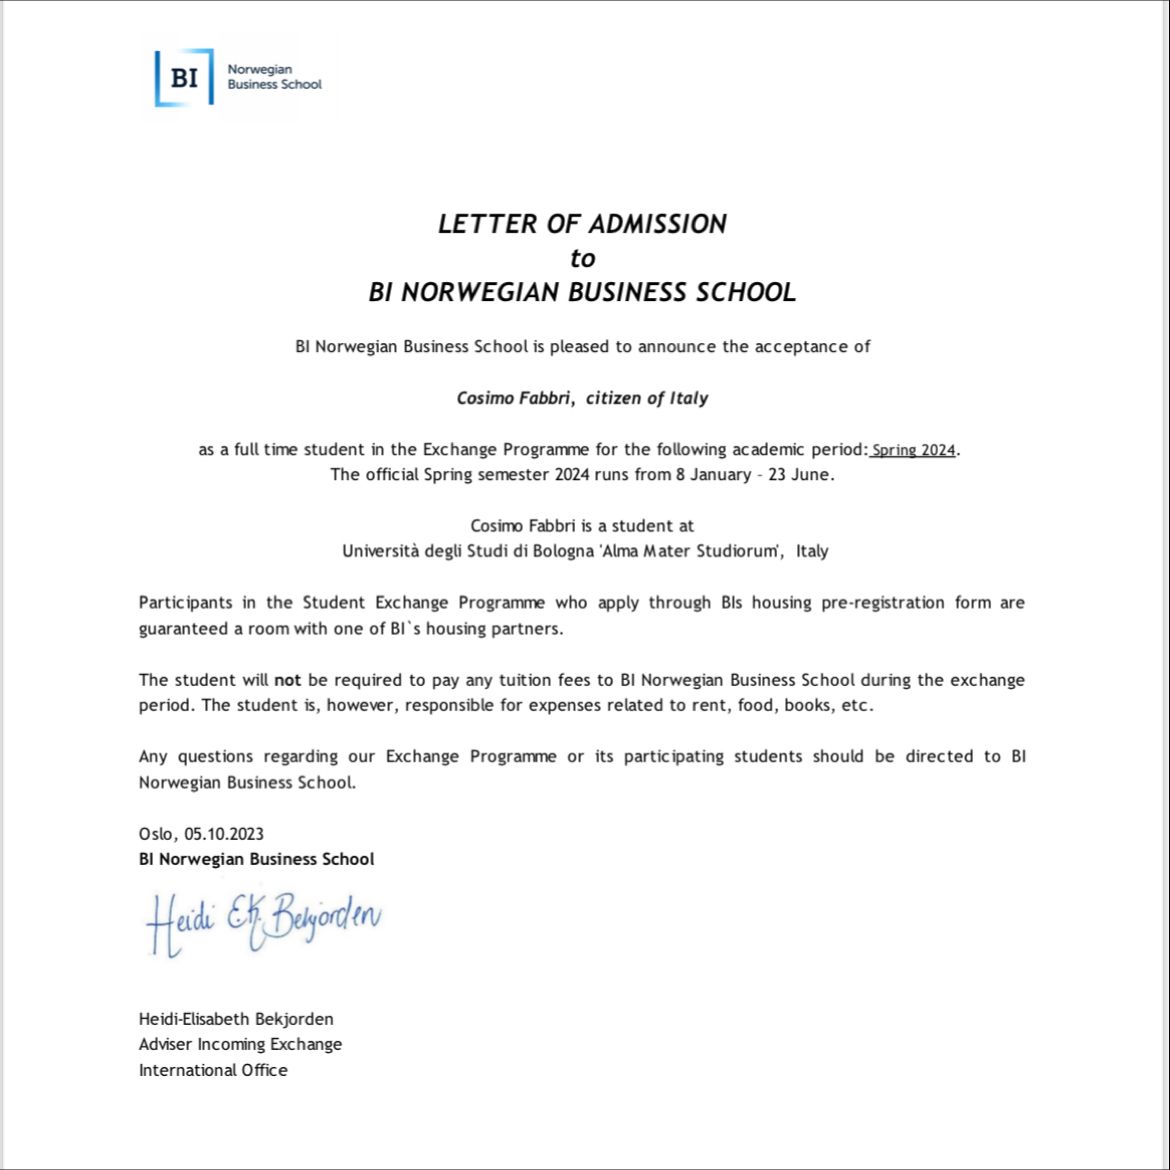 BI
Norwegian
Business School
LETTER OF ADMISSION
to
BI NORWEGIAN BUSINESS SCHOOL
BI Norwegian Business School is pleased to announce the acceptance of
Cosimo Fabbri, citizen of Italy
as a full time student in the Exchange Programme for the following academic period: Spring 2024.
The official Spring semester 2024 runs from 8 January - 23 June.
Cosimo Fabbri is a student at
Università degli Studi di Bologna 'Alma Mater Studiorum', Italy
Participants in the Student Exchange Programme who apply through BIs housing pre-registration form are
guaranteed a room with one of BI`s housing partners.
The student will not be required to pay any tuition fees to BI Norwegian Business School during the exchange
period. The student is, however, responsible for expenses related to rent, food, books, etc.
Any questions regarding our Exchange Programme or its participating students should be directed to BI
Norwegian Business School.
Oslo, 05.10.2023
BI Norwegian Business School
Heidi Ek. Bekjorden
Heidi-Elisabeth Bekjorden
Adviser Incoming Exchange
International Office